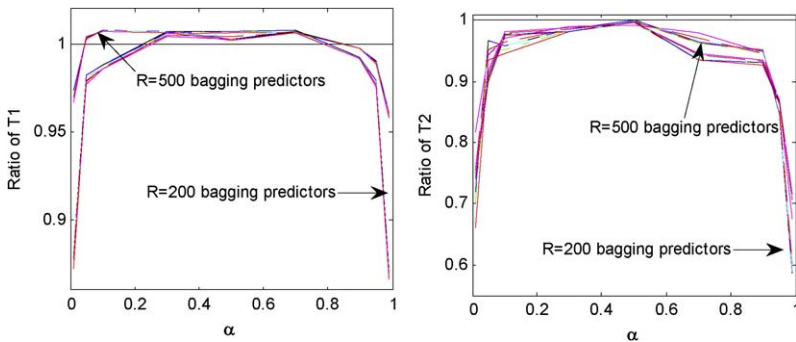 Ratio of T1
1
0.95
0.9
R=500 bagging predictors
R=200 bagging predictors
0 0.2 0.4 0.6 0.8 1
α
Ratio of T2
1
0.9
0.8
0.7
0.6
R=500 bagging predictors
R=200 bagging predictors
0 0.2 0.4 0.6 0.8 1
α